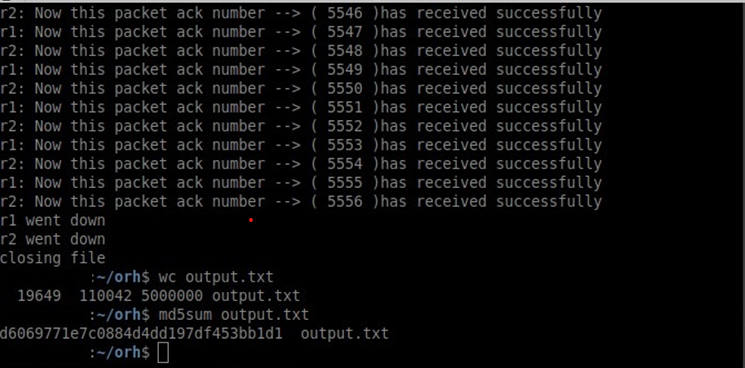 r2: Now this packet ack number --> ( 5546 )has received successfully
r1: Now this packet ack number --> ( 5547 )has received successfully
r2: Now this packet ack number --> ( 5548 )has received successfully
r1: Now this packet ack number --> ( 5549 )has received successfully
r2: Now this packet ack number --> ( 5550 )has received successfully
r1: Now this packet ack number --> ( 5551 )has received successfully
r2: Now this packet ack number --> ( 5552 )has received successfully
r1: Now this packet ack number --> ( 5553 )has received successfully
r2: Now this packet ack number --> ( 5554 )has received successfully
r1: Now this packet ack number --> ( 5555 )has received successfully
r2: Now this packet ack number --> ( 5556 )has received successfully
r1 went down
r2 went down
closing file
:~/orh$ wc output.txt
19649 110042 5000000 output.txt
:~/orh$ md5sum output.txt
d6069771e7c0884d4dd197df453bb1d1 output.txt
:~/orh$